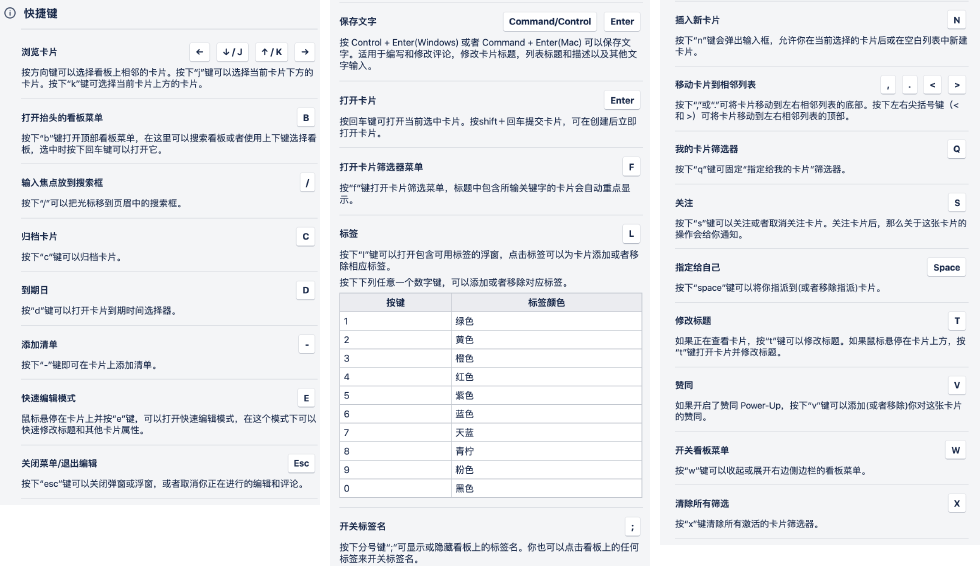 快捷键
浏览卡片 ← ↓ / J ↑ / K →
按方向键可以选择看板上相邻的卡片。按下“j”键可以选择当前卡片下方的
卡片。按下“k”键可选择当前卡片上方的卡片。
打开抬头的看板菜单 B
按下“b”键打开顶部看板菜单，在这里可以搜索看板或者使用上下键选择看
板，选中时按下回车键可以打开它。
输入焦点放到搜索框 /
按下“/”可以把光标移到页眉中的搜索框。
归档卡片 C
按下“c”键可以归档卡片。
到期日 D
按“d”键可以打开卡片到期时间选择器。
添加清单 -
按下“-”键即可在卡片上添加清单。
快速编辑模式 E
鼠标悬停在卡片上并按“e”键，可以打开快速编辑模式，在这个模式下可以
快速修改标题和其他卡片属性。
关闭菜单/退出编辑 Esc
按下“esc”键可以关闭弹窗或浮窗，或者取消你正在进行的编辑和评论。
保存文字 Command/Control Enter
按 Control + Enter(Windows) 或者 Command + Enter(Mac) 可以保存文
字。适用于编写和修改评论，修改卡片标题，列表标题和描述以及其他文
字输入。
打开卡片 Enter
按回车键可打开当前选中卡片。按shift＋回车提交卡片，可在创建后立即
打开卡片。
打开卡片筛选器菜单 F
按“f”键打开卡片筛选菜单，标题中包含所输关键字的卡片会自动重点显
示。
标签 L
按下“l”键可以打开包含可用标签的浮窗，点击标签可以为卡片添加或者移
除相应标签。
按下下列任意一个数字键，可以添加或者移除对应标签。
按键 标签颜色
1 绿色
2 黄色
3 橙色
4 红色
5 紫色
6 蓝色
7 天蓝
8 青柠
9 粉色
0 黑色
开关标签名 ;
按下分号键“;”可显示或隐藏看板上的标签名。你也可以点击看板上的任何
标签来开关标签名。
插入新卡片 N
按下“n”键会弹出输入框，允许你在当前选择的卡片后或在空白列表中新建
卡片。
移动卡片到相邻列表 , . < >
按下“,”或“.”可将卡片移动到左右相邻列表的底部。按下左右尖括号键（<
和 >）可将卡片移动到左右相邻列表的顶部。
我的卡片筛选器 Q
按下“q”键可固定“指定给我的卡片”筛选器。
关注 S
按下“s”键可以关注或者取消关注卡片。关注卡片后，那么关于这张卡片的
操作会给你通知。
指定给自己 Space
按下“space”键可以将你指派到(或者移除指派)卡片。
修改标题 T
如果正在查看卡片，按“t”键可以修改标题。如果鼠标悬停在卡片上方，按
“t”键打开卡片并修改标题。
赞同 V
如果开启了赞同 Power-Up，按下“v”键可以添加(或者移除)你对这张卡片
的赞同。
开关看板菜单 W
按“w”键可以收起或展开右边侧边栏的看板菜单。
清除所有筛选 X
按“x”键清除所有激活的卡片筛选器。